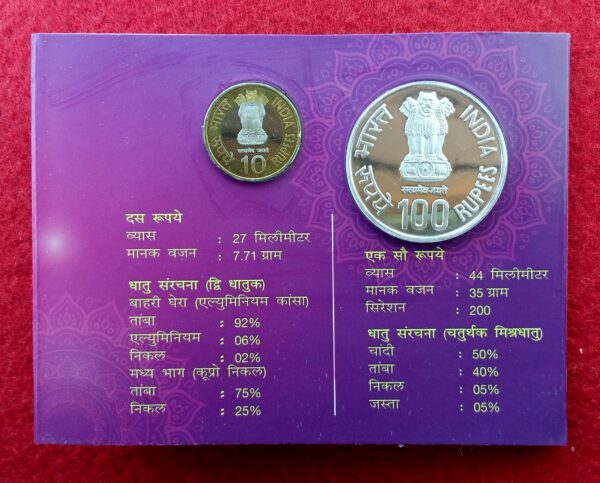 भारत INDIA
सत्यमेव जयते
रुपये 10 RUPEES
भारत INDIA
सत्यमेव जयते
रुपये 100 RUPEES
दस रूपये
व्यास : 27 मिलीमीटर
मानक वजन : 7.71 ग्राम
धातु संरचना (द्वि धातुक)
बाहरी घेरा (एल्युमिनियम कांसा)
तांबा : 92%
एल्युमिनियम : 06%
निकल : 02%
मध्य भाग (कूप्रो निकल)
तांबा : 75%
निकल : 25%
एक सौ रूपये
व्यास : 44 मिलीमीटर
मानक वजन : 35 ग्राम
सिरेशन : 200
धातु संरचना (चतुर्थक मिश्रधातु)
चांदी : 50%
तांबा : 40%
निकल : 05%
जस्ता : 05%